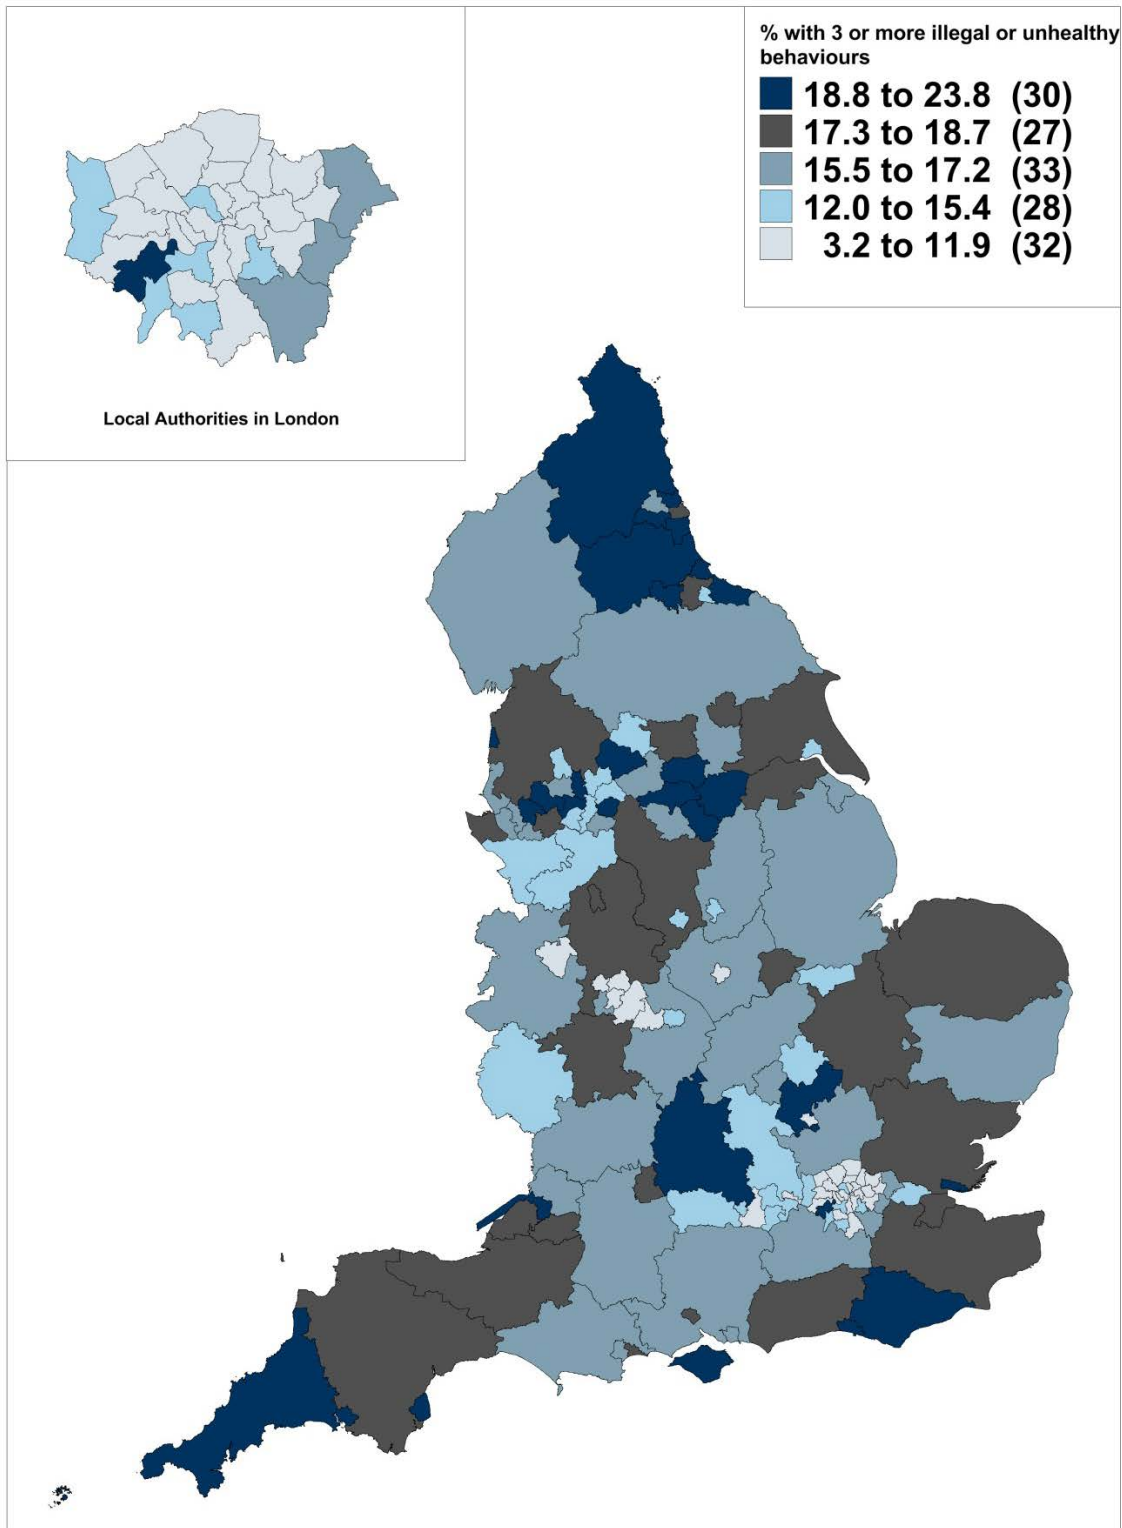 % with 3 or more illegal or unhealthy
behaviours
18.8 to 23.8 (30)
17.3 to 18.7 (27)
15.5 to 17.2 (33)
12.0 to 15.4 (28)
3.2 to 11.9 (32)
Local Authorities in London